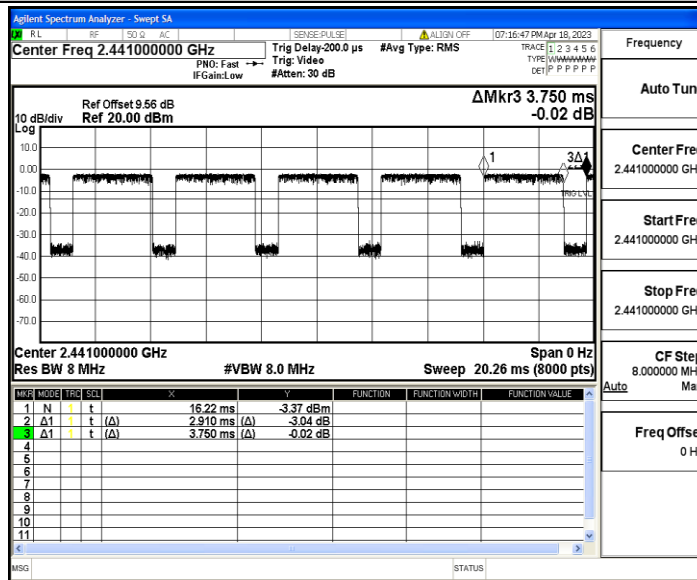 Agilent Spectrum Analyzer - Swept SA
RL RF 50 Ω AC SENSE:PULSE ALIGN OFF 07:16:47 PM Apr 18, 2023
Center Freq 2.441000000 GHz
PNO: Fast
IFGain:Low
Trig Delay-200.0 µs
Trig: Video
#Atten: 30 dB
#Avg Type: RMS
TRACE 1 2 3 4 5 6
TYPE
DET P P P P P P
Frequency
Auto Tun
Center Fre
2.441000000 GH
Start Fre
2.441000000 GH
Stop Fre
2.441000000 GH
CF Ste
8.000000 MH
Auto Ma
Freq Offse
0 H
ΔMkr3 3.750 ms
-0.02 dB
Ref Offset 9.56 dB
10 dB/div Ref 20.00 dBm
Log
10.0
0.00
-10.0
-20.0
-30.0
-40.0
-50.0
-60.0
-70.0
1
3Δ1
TRIG LVL
Center 2.441000000 GHz Span 0 Hz
Res BW 8 MHz #VBW 8.0 MHz Sweep 20.26 ms (8000 pts)
MKR MODE TRC SCL X Y FUNCTION FUNCTION WIDTH FUNCTION VALUE
1 N 1 t 16.22 ms -3.37 dBm
2 Δ1 1 t (Δ) 2.910 ms (Δ) -3.04 dB
3 Δ1 1 t (Δ) 3.750 ms (Δ) -0.02 dB
4
5
6
7
8
9
10
11
MSG STATUS